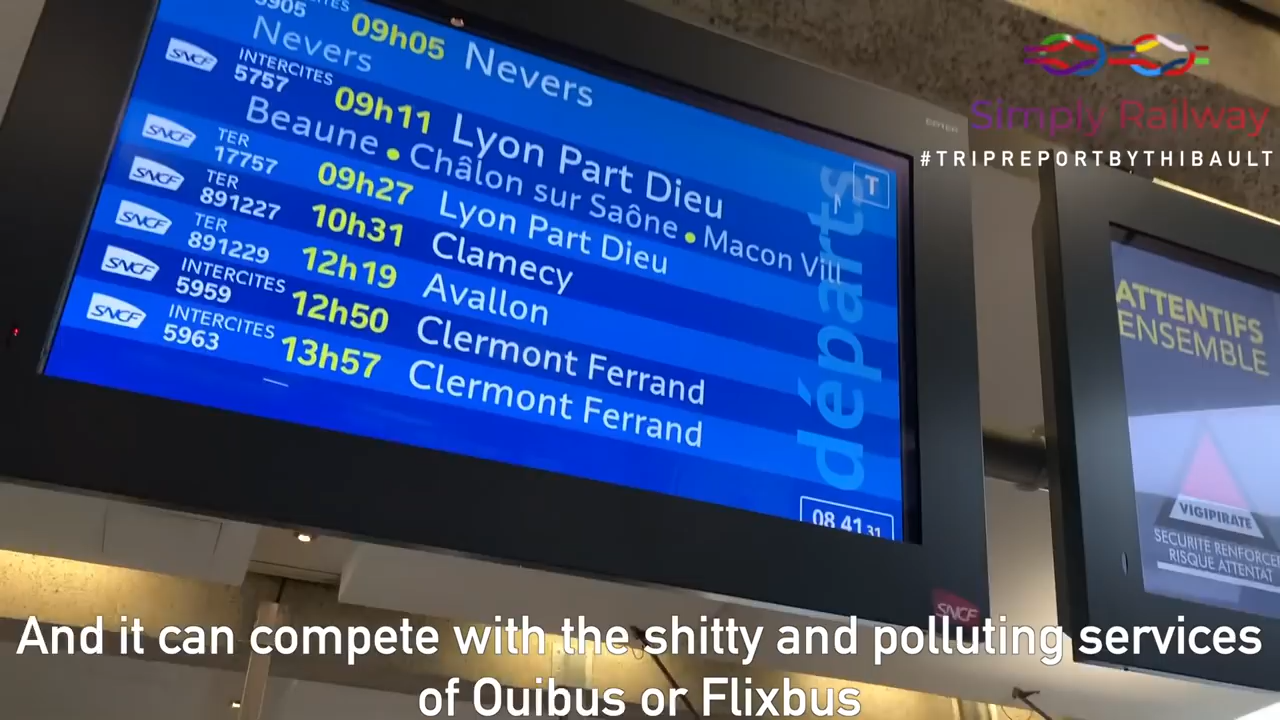 5905
09h05 Nevers
Nevers
SNCF INTERCITES 5757 09h11 Lyon Part Dieu
Beaune • Châlon sur Saône • Macon Vill
SNCF TER 17757 09h27 Lyon Part Dieu
SNCF TER 891227 10h31 Clamecy
SNCF TER 891229 12h19 Avallon
SNCF INTERCITES 5959 12h50 Clermont Ferrand
SNCF INTERCITES 5963 13h57 Clermont Ferrand
départs
T
08 41 31
SNCF
Simply Railway
#TRIPREPORTBYTHIBAULT
ATTENTIFS
ENSEMBLE
VIGIPIRATE
SECURITE RENFORCE
RISQUE ATTENTAT
And it can compete with the shitty and polluting services
of Ouibus or Flixbus